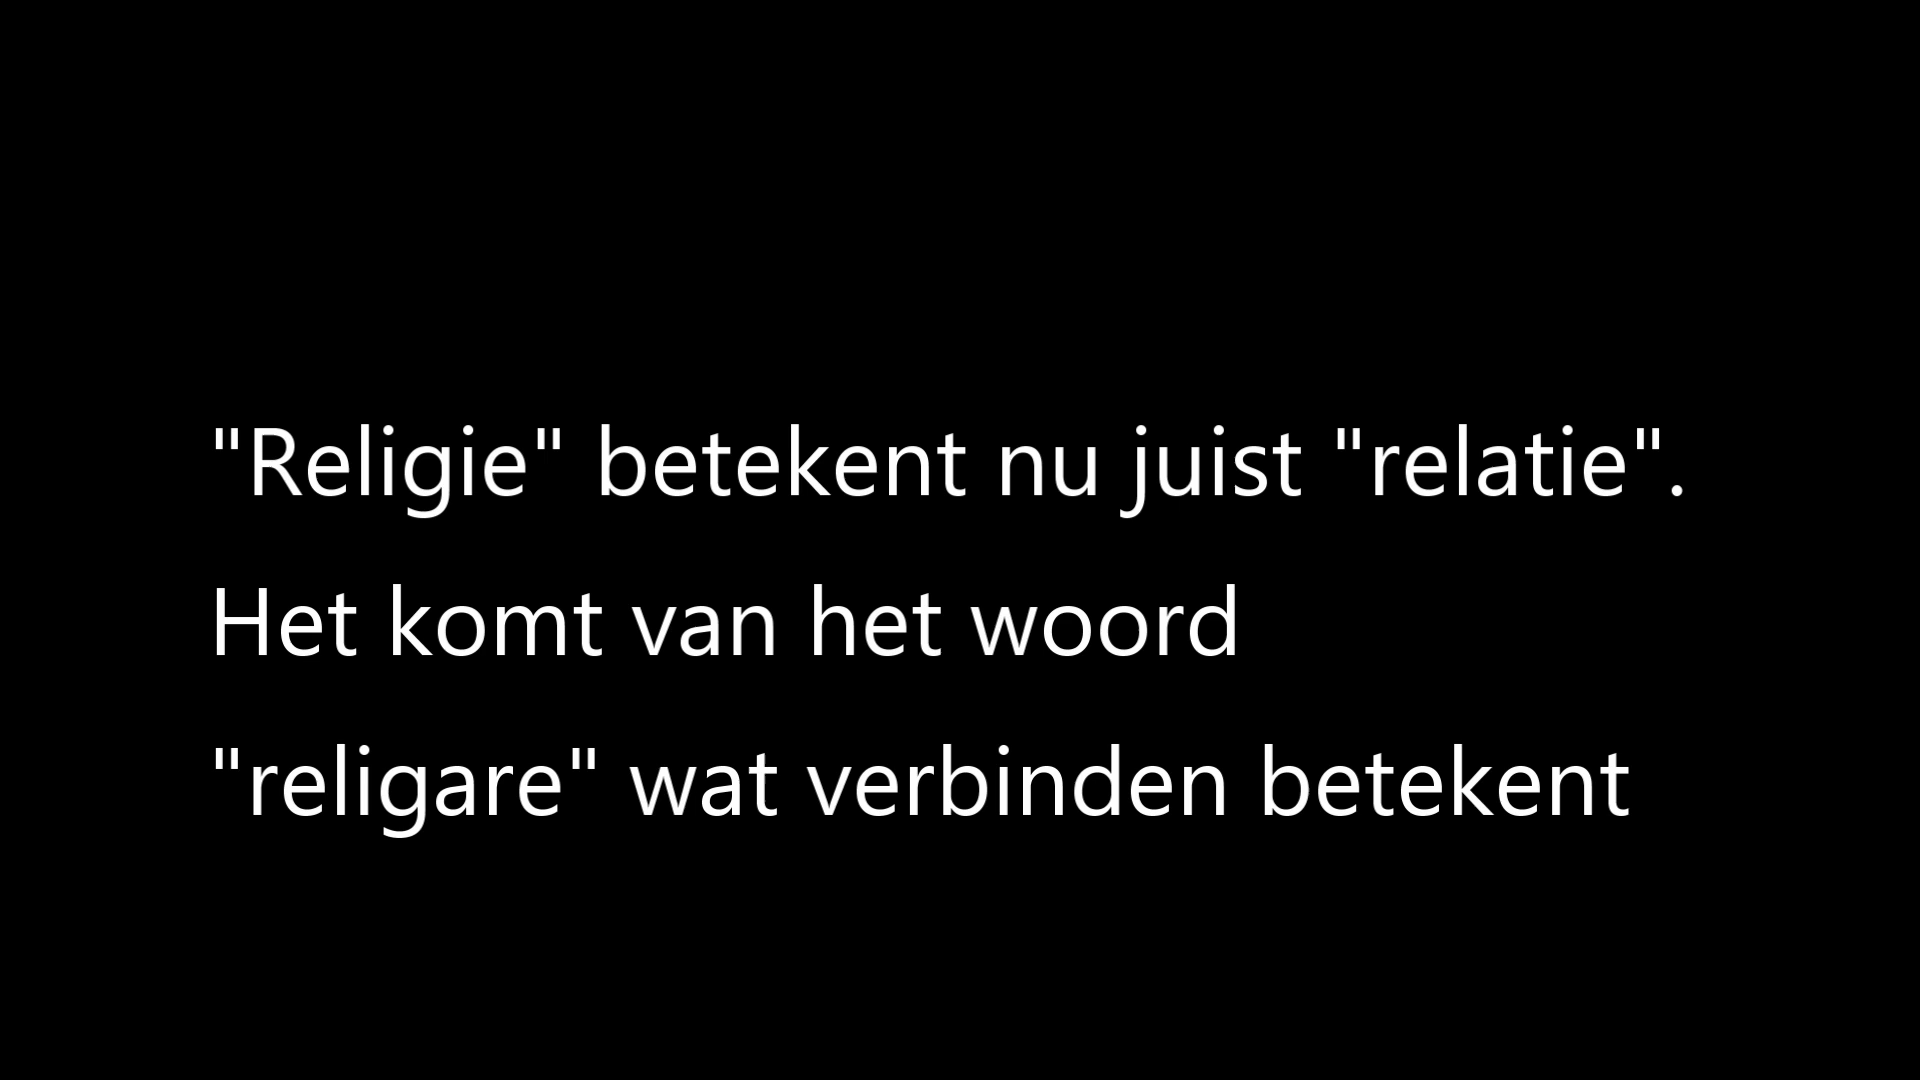 "Religie" betekent nu juist "relatie".
Het komt van het woord
"religare" wat verbinden betekent